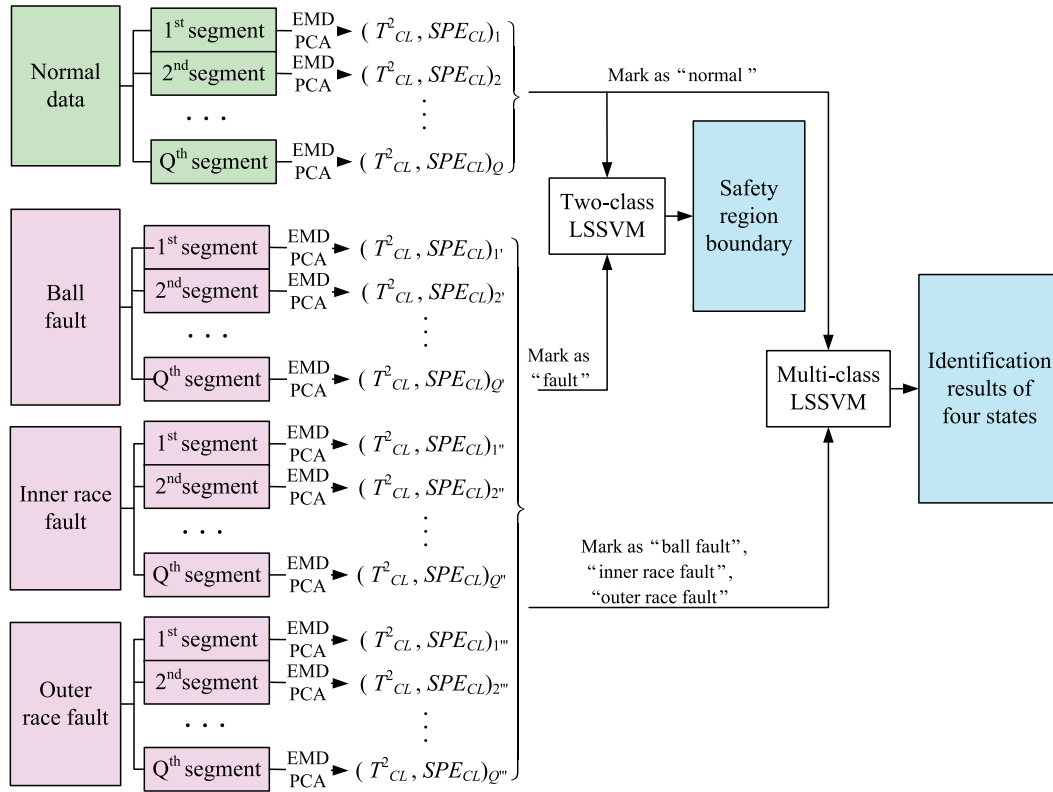 Normal
data
1st segment
EMD
PCA
( T²CL , SPECL)1
2nd segment
EMD
PCA
( T²CL , SPECL)2
· · ·
Qth segment
EMD
PCA
( T²CL , SPECL)Q
Mark as “normal ”
Two-class
LSSVM
Safety
region
boundary
Ball
fault
1st segment
EMD
PCA
( T²CL , SPECL)1'
2nd segment
EMD
PCA
( T²CL , SPECL)2'
· · ·
Qth segment
EMD
PCA
( T²CL , SPECL)Q'
Mark as
“fault”
Multi-class
LSSVM
Identification
results of
four states
Inner race
fault
1st segment
EMD
PCA
( T²CL , SPECL)1''
2nd segment
EMD
PCA
( T²CL , SPECL)2''
· · ·
Qth segment
EMD
PCA
( T²CL , SPECL)Q''
Mark as “ball fault”,
“inner race fault”,
“outer race fault”
Outer
race fault
1st segment
EMD
PCA
( T²CL , SPECL)1'''
2nd segment
EMD
PCA
( T²CL , SPECL)2'''
· · ·
Qth segment
EMD
PCA
( T²CL , SPECL)Q'''